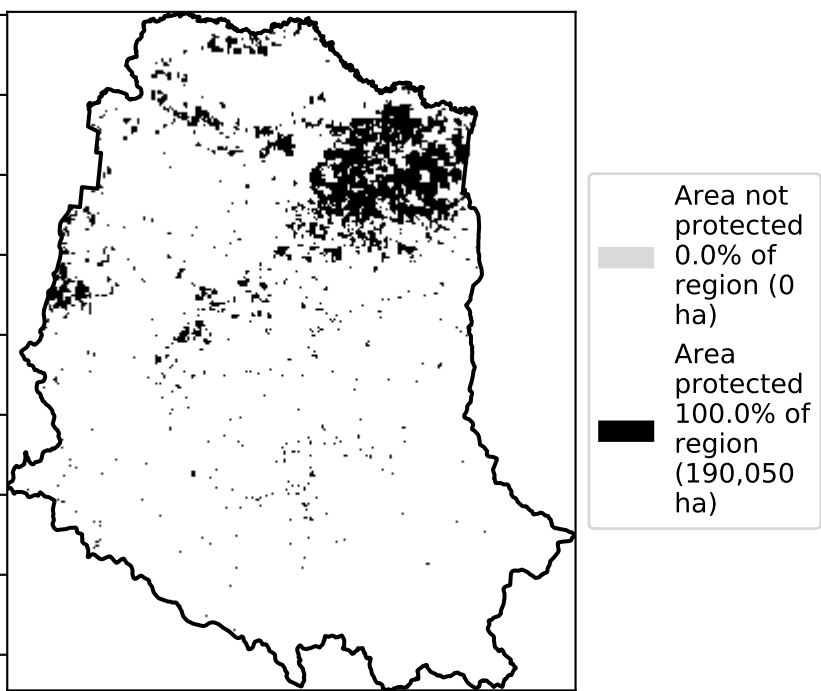 Area not
protected
0.0% of
region (0
ha)
Area
protected
100.0% of
region
(190,050
ha)